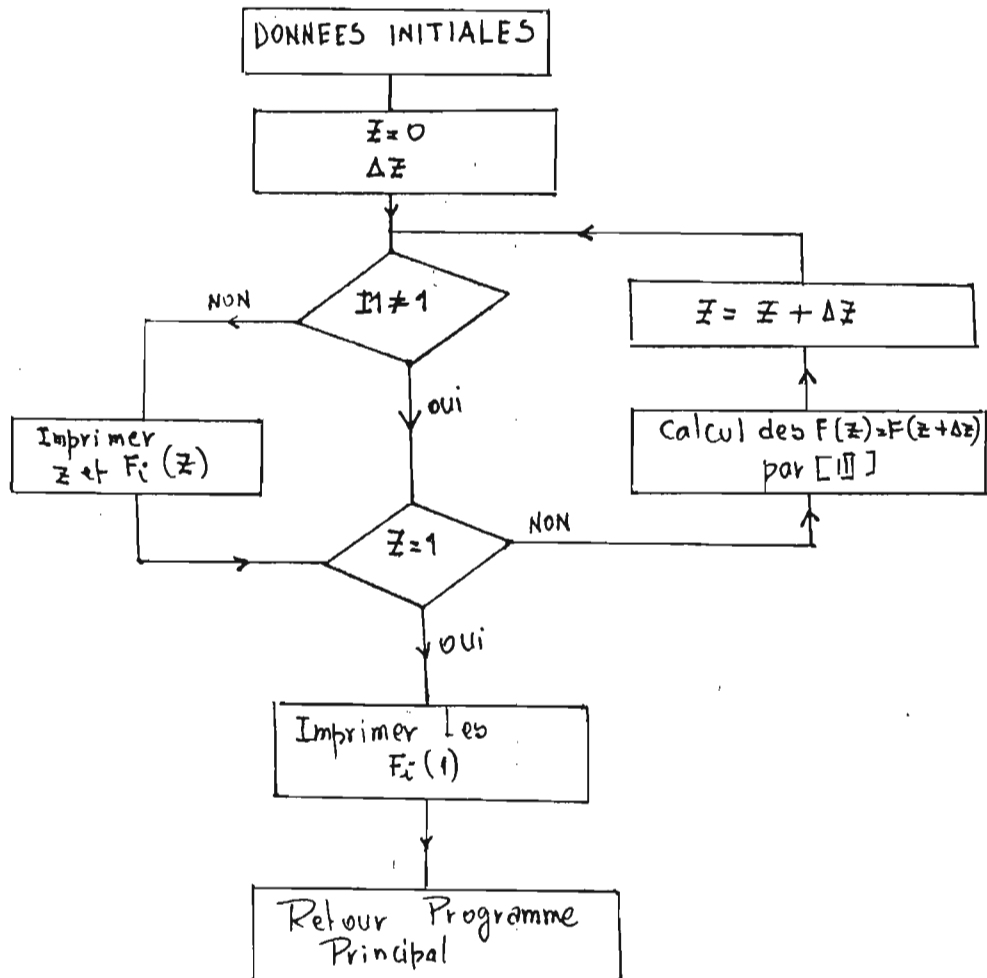 DONNEES INITIALES
Z=0
ΔZ
I1≠1
NON
OUI
Z = Z + ΔZ
Imprimer
Z et Fi (Z)
Calcul des F(Z)=F(Z+ΔZ)
par [III]
Z=1
NON
OUI
Imprimer les
Fi (1)
Retour Programme
Principal